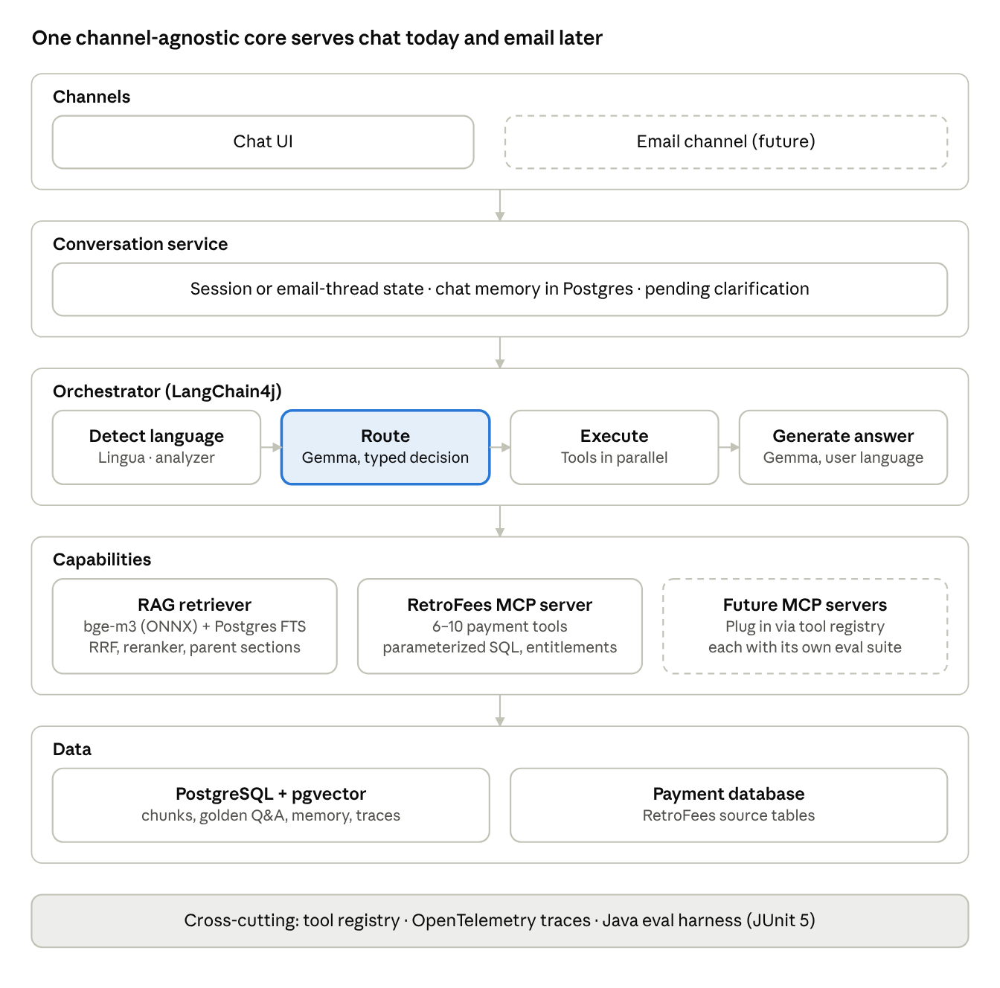 One channel-agnostic core serves chat today and email later
Channels
Chat UI
Email channel (future)
Conversation service
Session or email-thread state · chat memory in Postgres · pending clarification
Orchestrator (LangChain4j)
Detect language
Lingua · analyzer
Route
Gemma, typed decision
Execute
Tools in parallel
Generate answer
Gemma, user language
Capabilities
RAG retriever
bge-m3 (ONNX) + Postgres FTS
RRF, reranker, parent sections
RetroFees MCP server
6–10 payment tools
parameterized SQL, entitlements
Future MCP servers
Plug in via tool registry
each with its own eval suite
Data
PostgreSQL + pgvector
chunks, golden Q&A, memory, traces
Payment database
RetroFees source tables
Cross-cutting: tool registry · OpenTelemetry traces · Java eval harness (JUnit 5)